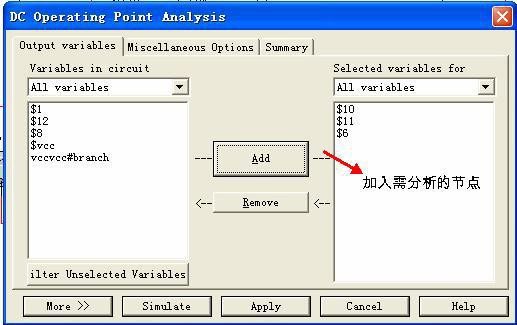 DC Operating Point Analysis
Output variables
Miscellaneous Options
Summary
Variables in circuit
Selected variables for
All variables
All variables
$1
$12
$8
$vcc
vccvcc#branch
$10
$11
$6
Add
加入需分析的节点
Remove
ilter Unselected Variables
More >>
Simulate
Apply
Cancel
Help